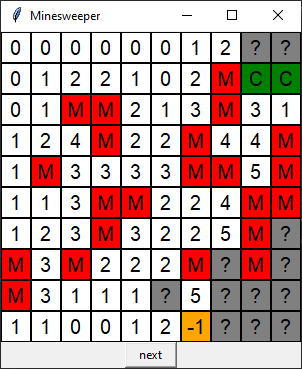 Minesweeper
0 0 0 0 0 1 2 ? ?
0 1 2 2 1 0 2 M C C
0 1 M M 2 1 3 M 3 1
1 2 4 M 2 2 M 4 4 M
1 M 3 3 3 3 M M 5 M
1 1 3 M M 2 2 4 M M
1 2 3 M 3 2 2 5 M ?
M 3 M 2 2 2 M ? M ?
M 3 1 1 1 ? 5 ? ? ?
1 1 0 0 1 2 -1 ? ? ?
next